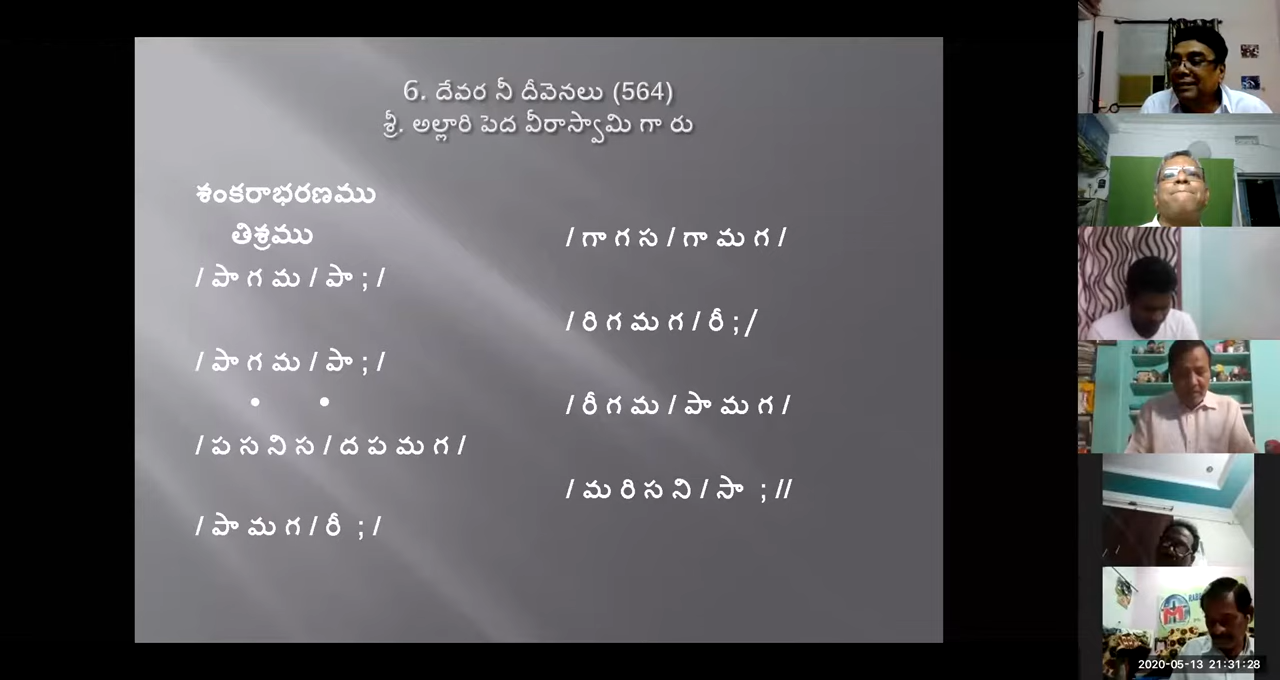 6. దేవర నీ దీవెనలు (564)
శ్రీ. అల్లారి పెద వీరాస్వామి గా రు
శంకరాభరణము
తిశ్రము
/ పా గ మ / పా ; /
/ పా గ మ / పా ; /
• •
/ ప స ని స / ద ప మ గ /
/ పా మ గ / రీ ; /
/ గా గ స / గా మ గ /
/ రి గ మ గ / రీ ; /
/ రీ గ మ / పా మ గ /
/ మ రి స ని / సా ; //
2020-05-13 21:31:28